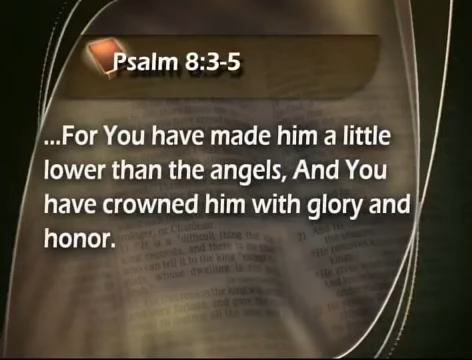 Psalm 8:3-5
...For You have made him a little
lower than the angels, And You
have crowned him with glory and
honor.